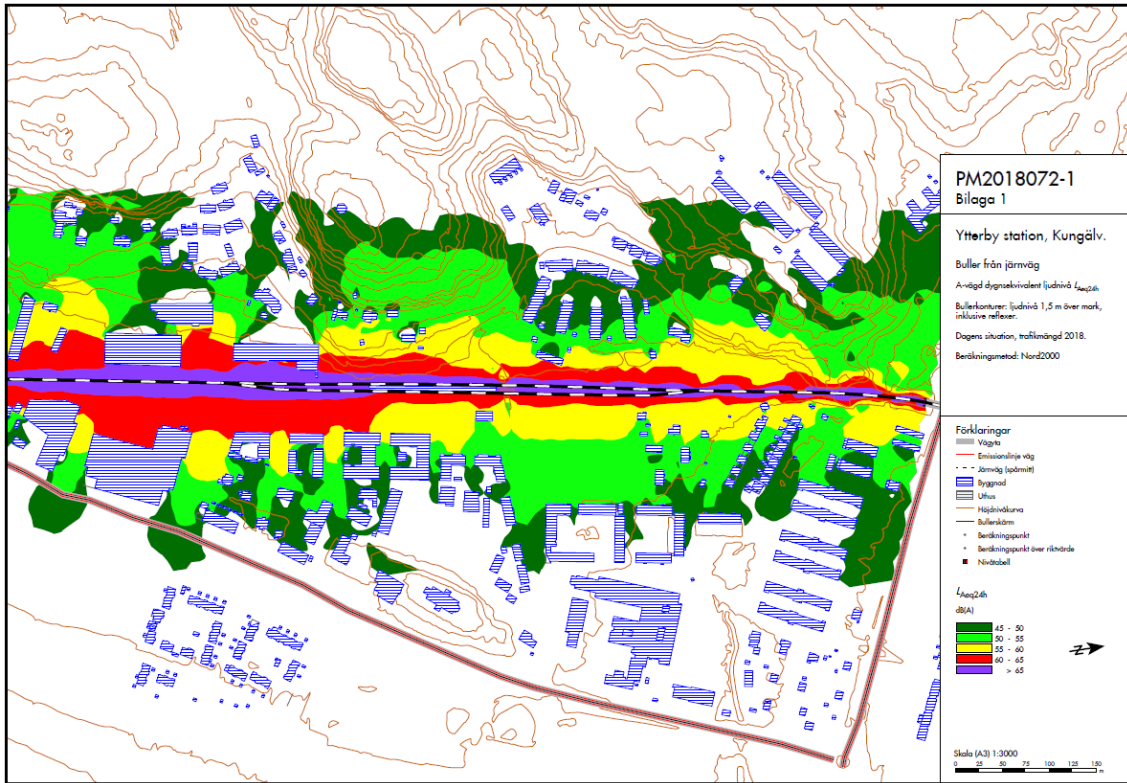 PM2018072-1
Bilaga 1
Ytterby station, Kungälv.
Buller från järnväg
A-vägd dygnsekvivalent ljudnivå LAeq24h
Bullerkonturer: ljudnivå 1,5 m över mark,
inklusive reflexer.
Dagens situation, trafikmängd 2018.
Beräkningsmetod: Nord2000
Förklaringar
Vägyta
Emissionslinje väg
Järnväg (spårmitt)
Byggnad
Uthus
Höjdnivåkurva
Bullerskärm
Beräkningspunkt
Beräkningspunkt över riktvärde
Nivåtabell
LAeq24h
dB(A)
45 - 50
50 - 55
55 - 60
60 - 65
> 65
N
Skala (A3) 1:3000
0 25 50 75 100 150
m